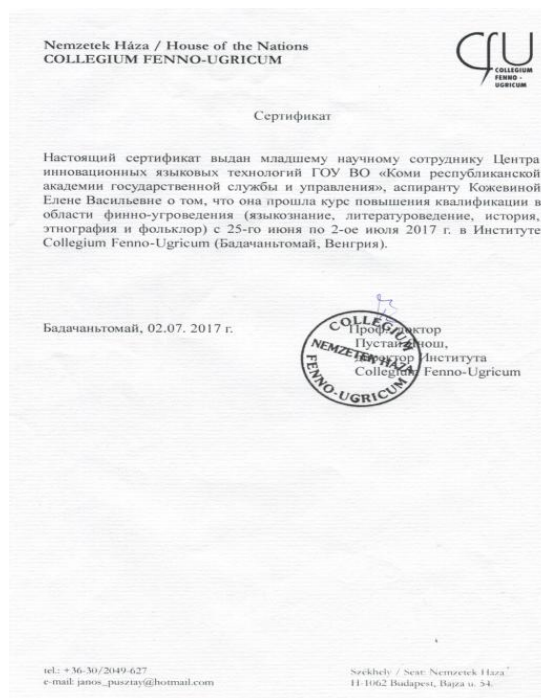 Nemzetek Háza / House of the Nations
COLLEGIUM FENNO-UGRICUM
CFU
COLLEGIUM
FENNO -
UGRICUM
Сертификат
Настоящий сертификат выдан младшему научному сотруднику Центра
инновационных языковых технологий ГОУ ВО «Коми республиканской
академии государственной службы и управления», аспиранту Кожевиной
Елене Васильевне о том, что она прошла курс повышения квалификации в
области финно-угроведения (языкознание, литературоведение, история,
этнография и фольклор) с 25-го июня по 2-ое июля 2017 г. в Институте
Collegium Fenno-Ugricum (Бадачаньтомай, Венгрия).
Бадачаньтомай, 02.07. 2017 г.
Проф. доктор
Пустаи Янош,
Директор Института
Collegium Fenno-Ugricum
COLLEGIUM
NEMZETEK HÁZA
FENNO-UGRICUM
tel.: +36-30/2049-627
e-mail: janos_pusztay@hotmail.com
Székhely / Seat: Nemzetek Háza
H-1062 Budapest, Bajza u. 54.